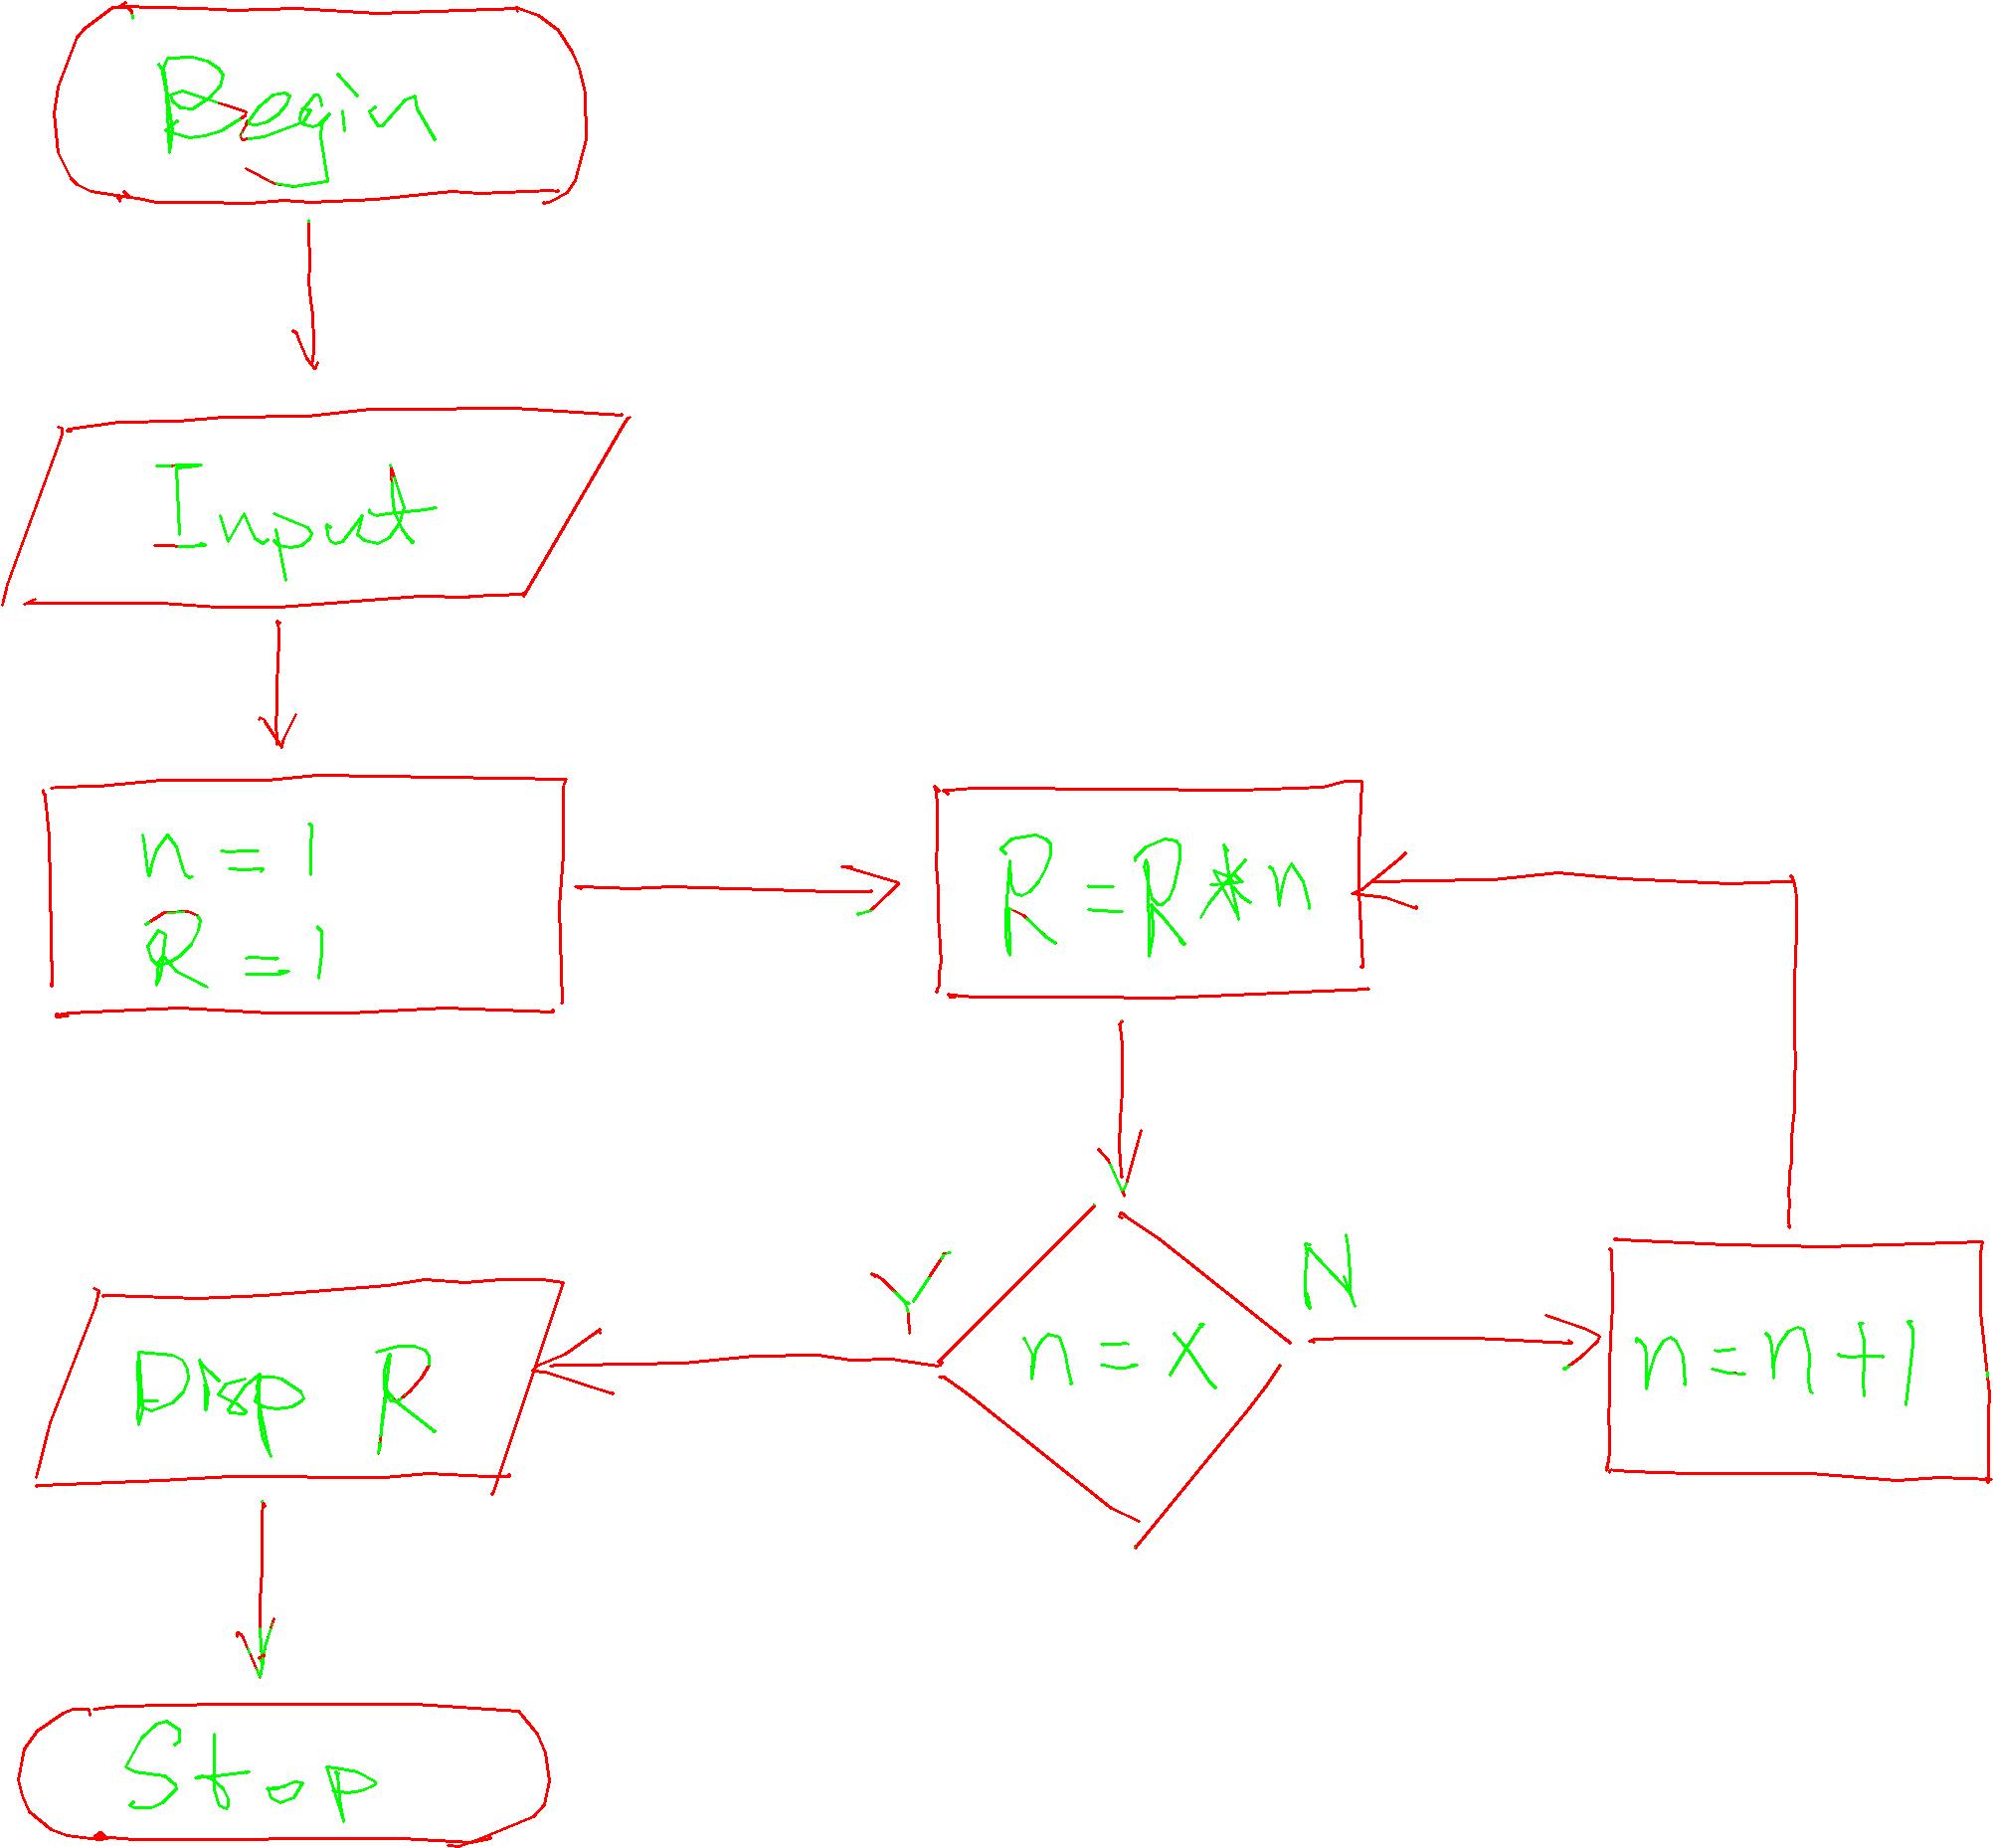 Begin
Input
n = 1
R = 1
R = R * n
n = x
Y
N
n = n + 1
Disp R
Stop